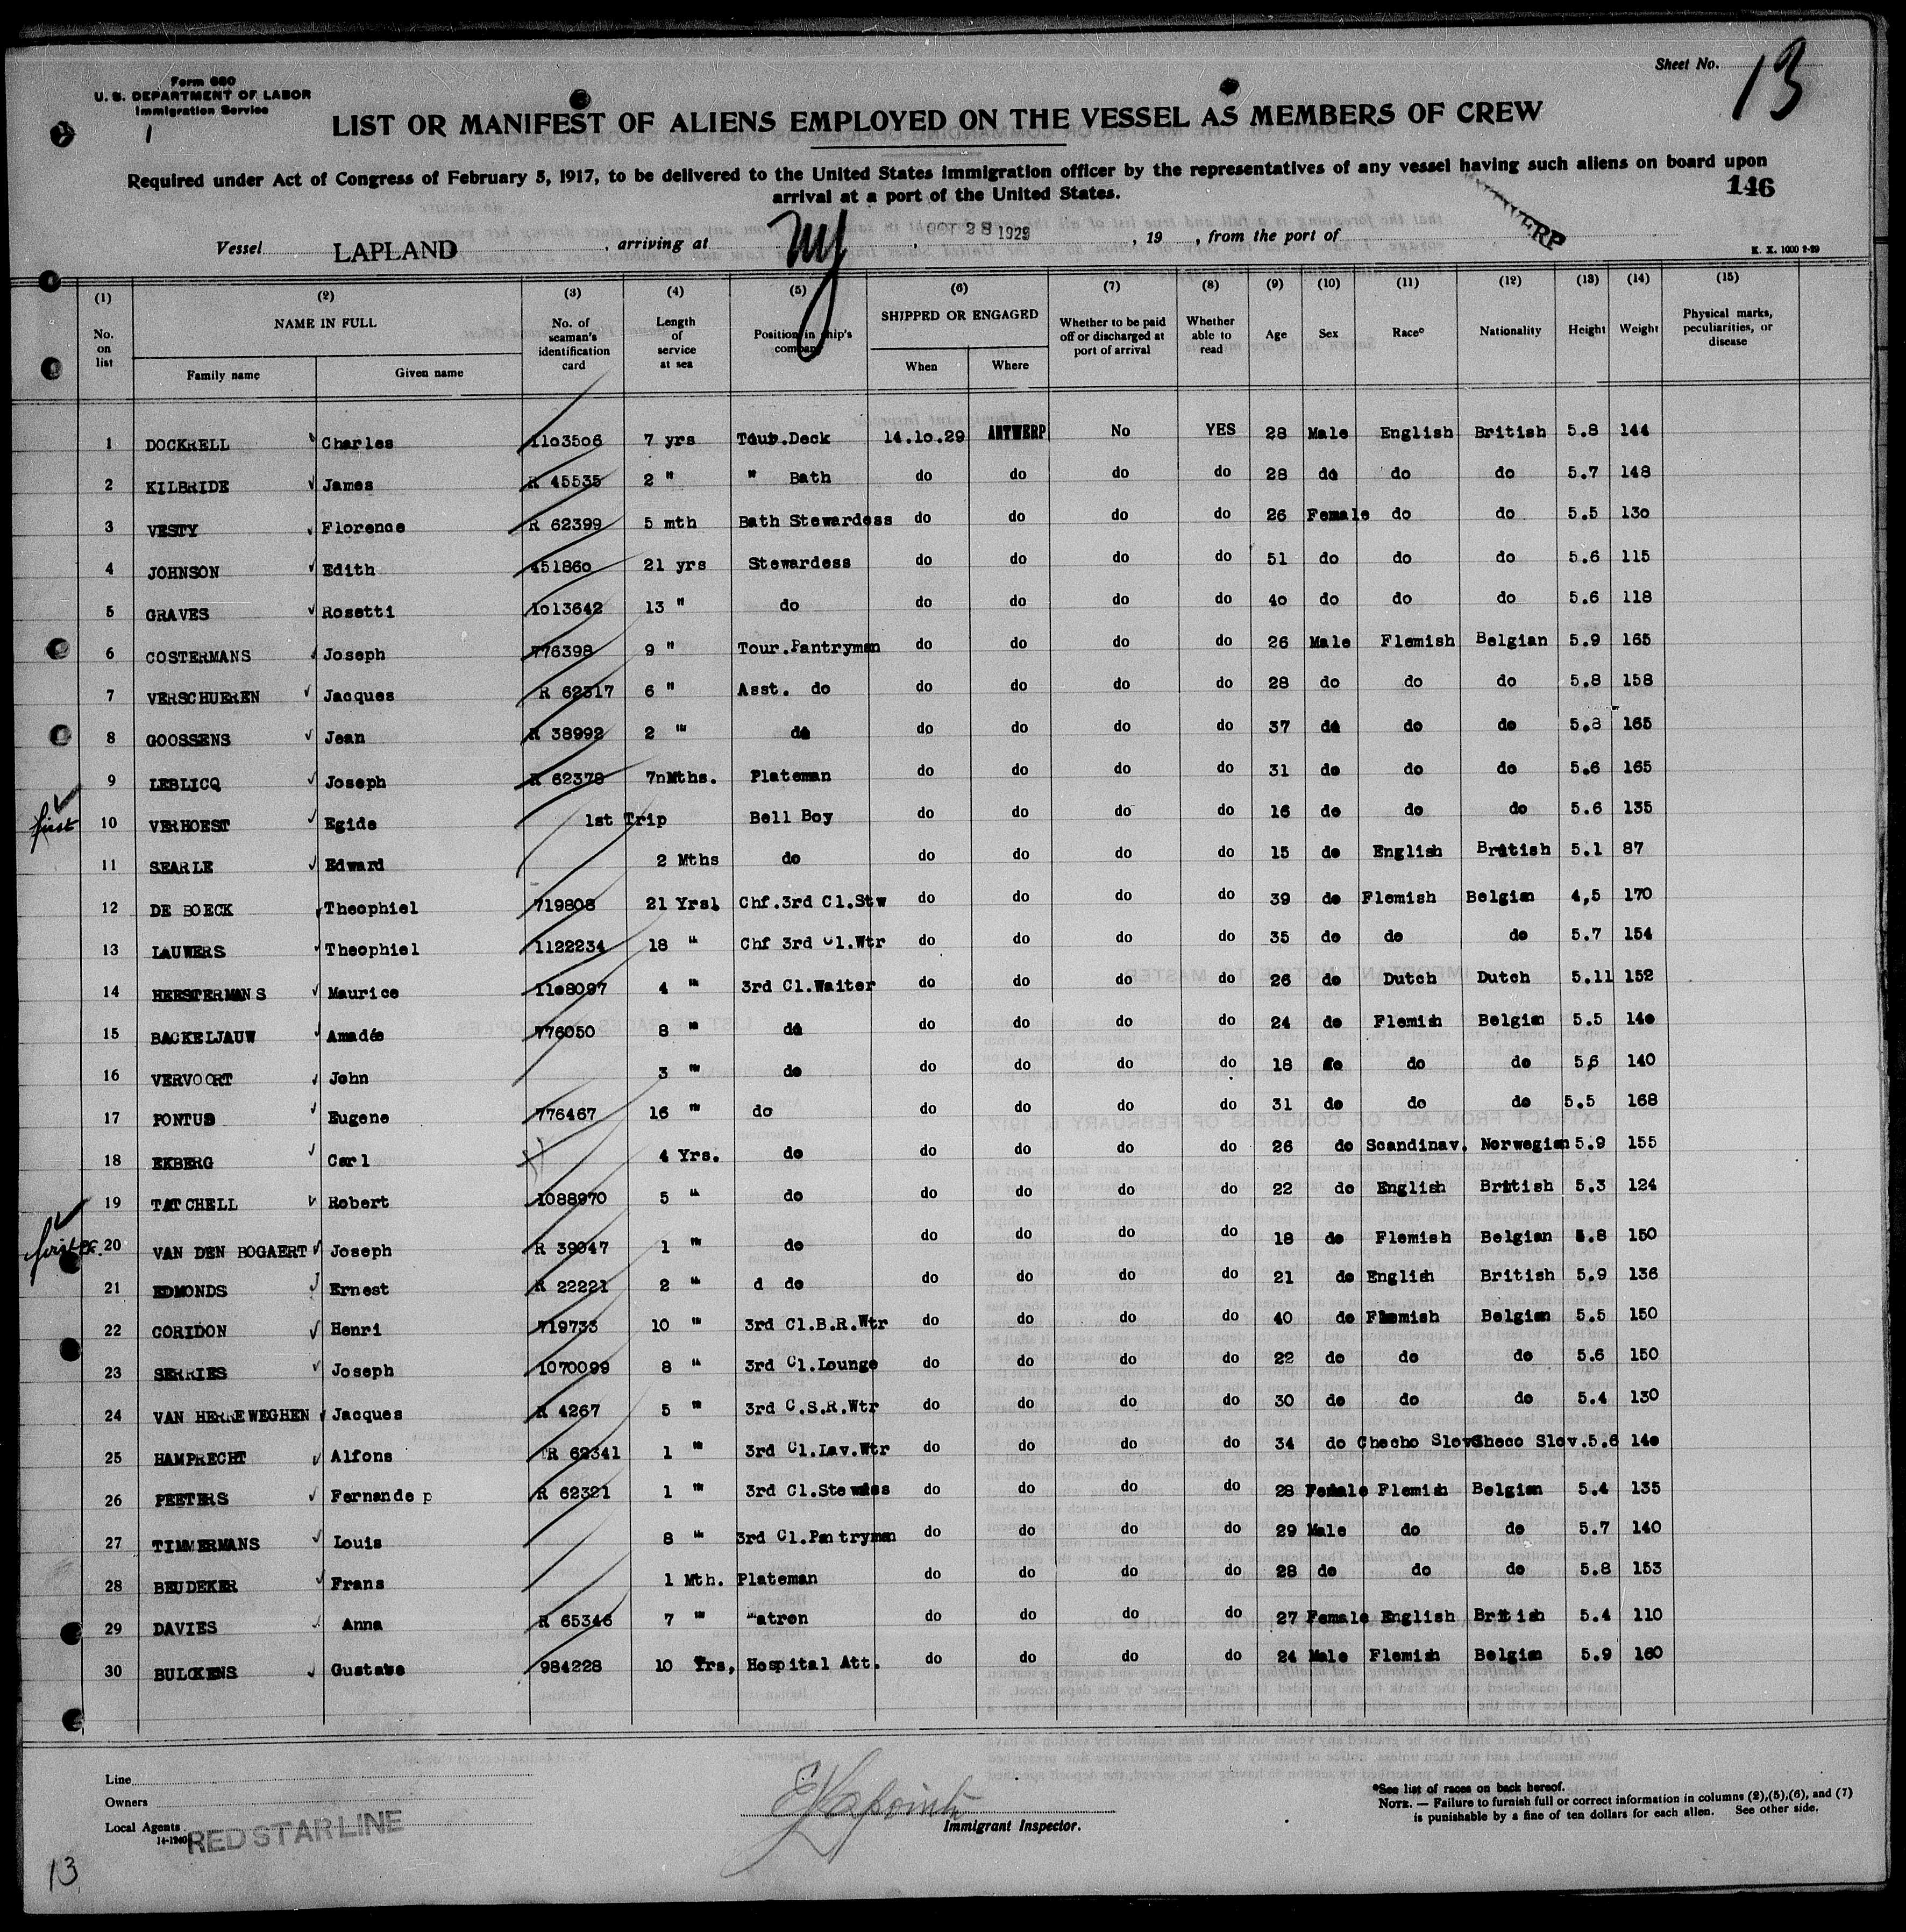 Sheet No. 13
Form 680
U. S. DEPARTMENT OF LABOR
Immigration Service
1
LIST OR MANIFEST OF ALIENS EMPLOYED ON THE VESSEL AS MEMBERS OF CREW
Required under Act of Congress of February 5, 1917, to be delivered to the United States immigration officer by the representatives of any vessel having such aliens on board upon
arrival at a port of the United States.
146
Vessel LAPLAND, arriving at NY, OCT 28 1929, 19 , from the port of ANTWERP
K. X. 1000 2-29
(1) (2) (3) (4) (5) (6) (7) (8) (9) (10) (11) (12) (13) (14) (15)
No. on list NAME IN FULL Family name Given name No. of seaman's identification card Length of service at sea Position in ship's company SHIPPED OR ENGAGED When Where Whether to be paid off or discharged at port of arrival Whether able to read Age Sex Race* Nationality Height Weight Physical marks, peculiarities, or disease
1 DOCKRELL Charles 1103506 7 yrs Tour.Deck 14.10.29 ANTWERP No YES 28 Male English British 5.8 144
2 KILBRIDE James R 45535 2 " " Bath do do do do 28 do do do 5.7 148
3 VESTY Florence R 62399 5 mth Bath Stewardess do do do do 26 Female do do 5.5 130
4 JOHNSON Edith 451860 21 yrs Stewardess do do do do 51 do do do 5.6 115
5 GRAVES Rosetti 1013642 13 " do do do do do 40 do do do 5.6 118
6 COSTERMANS Joseph 776398 9 " Tour.Pantryman do do do do 26 Male Flemish Belgian 5.9 165
7 VERSCHUEREN Jacques R 62317 6 " Asst. do do do do do 28 do do do 5.8 158
8 GOOSSENS Jean R 38992 2 " do do do do do 37 do do do 5.8 165
9 LEBLICQ Joseph R 62378 7nMths. Plateman do do do do 31 do do do 5.6 165
first 10 VERHOEST Egide 1st Trip Bell Boy do do do do 16 do do do 5.6 135
11 SEARLE Edward 2 Mths do do do do do 15 do English British 5.1 87
12 DE BOECK Theophiel 719808 21 Yrs. Chf.3rd Cl.Stw do do do do 39 do Flemish Belgian 4,5 170
13 LAUWERS Theophiel 1122234 18 " Chf 3rd Cl.Wtr do do do do 35 do do do 5.7 154
14 HEESTERMANS Maurice 1108097 4 " 3rd Cl.Waiter do do do do 26 do Dutch Dutch 5.11 152
15 BACKELJAUW Amadée 776050 8 " do do do do do 24 do Flemish Belgian 5.5 140
16 VERVOORT John 3 " do do do do do 18 do do do 5,6 140
17 PONTUS Eugene 776467 16 " do do do do do 31 do do do 5.5 168
18 EKBERG Carl 4 Yrs. do do do do do 26 do Scandinav. Norwegian 5.9 155
19 TATCHELL Robert 1088970 5 " do do do do do 22 do English British 5.3 124
first 20 VAN DEN BOGAERT Joseph R 39047 1 " do do do do do 18 do Flemish Belgian 5.8 150
21 EDMONDS Ernest R 22221 2 " d do do do do do 21 do English British 5.9 136
22 CORIDON Henri 719733 10 " 3rd Cl.B.R.Wtr do do do do 40 do Flemish Belgian 5.5 150
23 SERRIES Joseph 1070099 8 " 3rd Cl.Lounge do do do do 22 do do do 5.6 150
24 VAN HERREWEGHEN Jacques R 4267 5 " 3rd C.S.R.Wtr do do do do 30 do do do 5.4 130
25 HAMPRECHT Alfons R 62341 1 " 3rd Cl.Lav.Wtr do do do do 34 do Checho Slov Checo Slov. 5.6 140
26 PEETERS Fernande p R 62321 1 " 3rd Cl.Stewdes do do do do 28 Female Flemish Belgian 5.4 135
27 TIMMERMANS Louis 8 " 3rd Cl.Pantryman do do do do 29 Male do do 5.7 140
28 BEUDEKER Frans 1 Mth. Plateman do do do do 28 do do do 5.8 153
29 DAVIES Anna R 65346 7 " "atron do do do do 27 Female English British 5.4 110
30 BULCKENS Gustave 984228 10 Yrs, Hospital Att. do do do do 24 Male Flemish Belgian 5.9 160
Line
Owners
Local Agents
14-1240
RED STAR LINE
E Lapointe
Immigrant Inspector.
*See list of races on back hereof.
NOTE. — Failure to furnish full or correct information in columns (2),(5),(6), and (7)
is punishable by a fine of ten dollars for each alien. See other side.
13